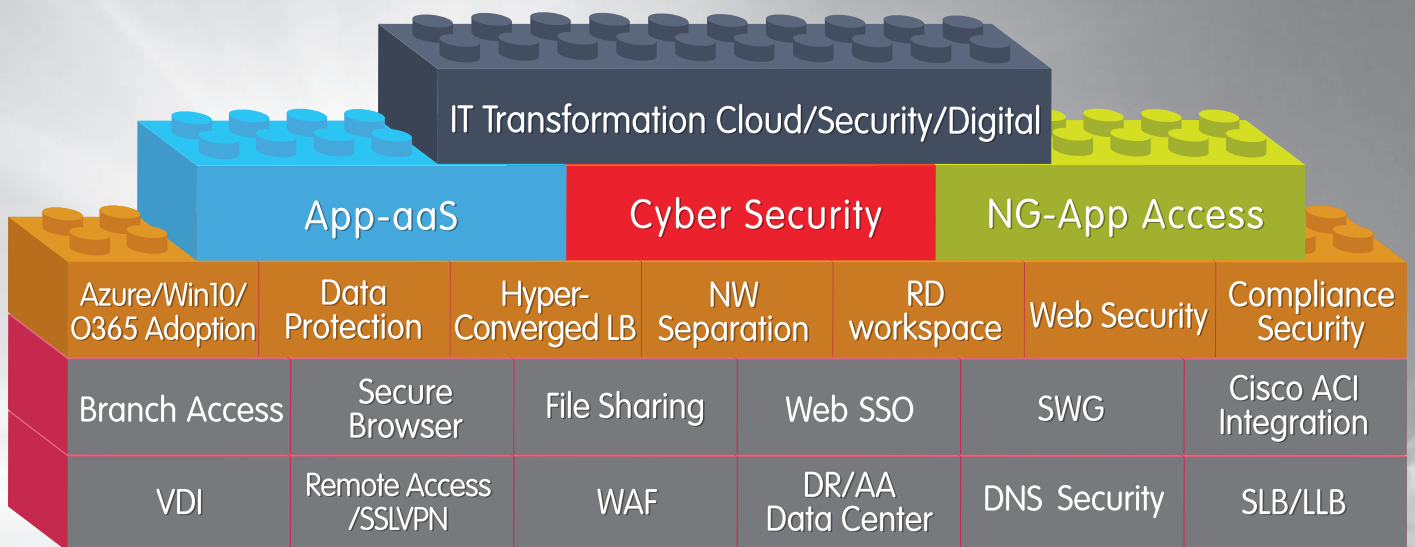 IT Transformation Cloud/Security/Digital
App-aaS
Cyber Security
NG-App Access
Azure/Win10/
O365 Adoption
Data
Protection
Hyper-
Converged LB
NW
Separation
RD
workspace
Web Security
Compliance
Security
Branch Access
Secure
Browser
File Sharing
Web SSO
SWG
Cisco ACI
Integration
VDI
Remote Access
/SSLVPN
WAF
DR/AA
Data Center
DNS Security
SLB/LLB